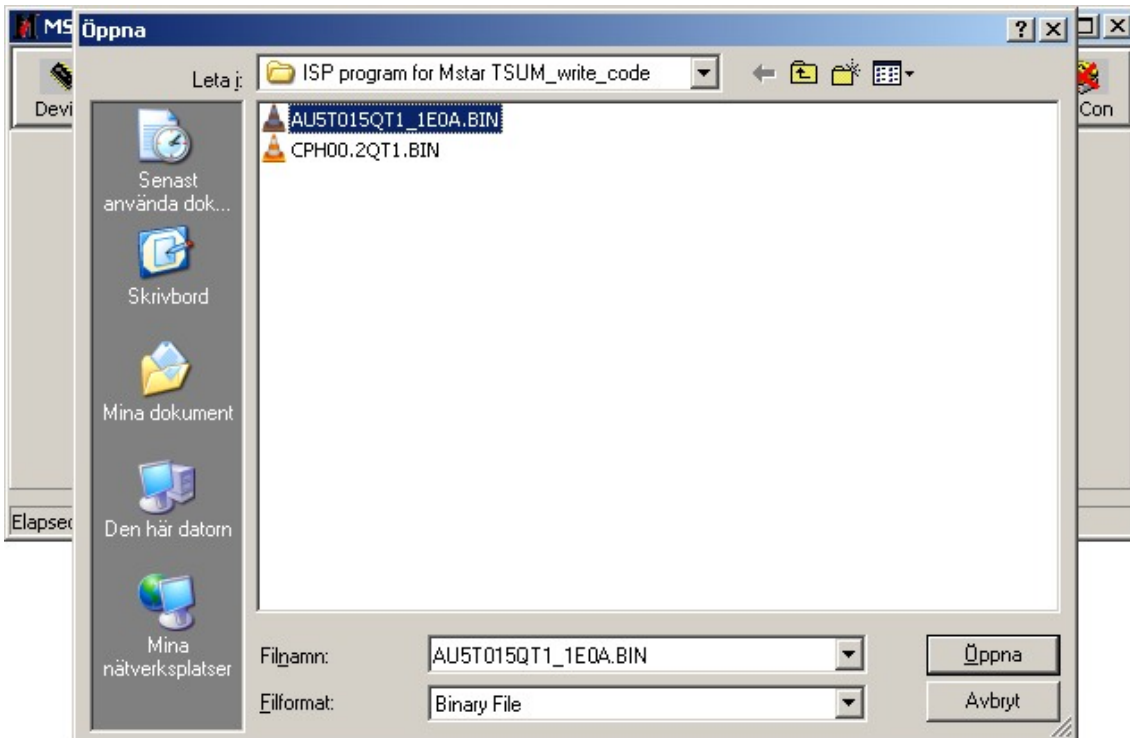 MS Öppna
Leta i:
ISP program for Mstar TSUM_write_code
Devi
Con
AU5T015QT1_1E0A.BIN
CPH00.2QT1.BIN
Senast
använda dok...
Skrivbord
Mina dokument
Den här datorn
Mina
nätverksplatser
Elapsed
Filnamn:
AU5T015QT1_1E0A.BIN
Öppna
Filformat:
Binary File
Avbryt